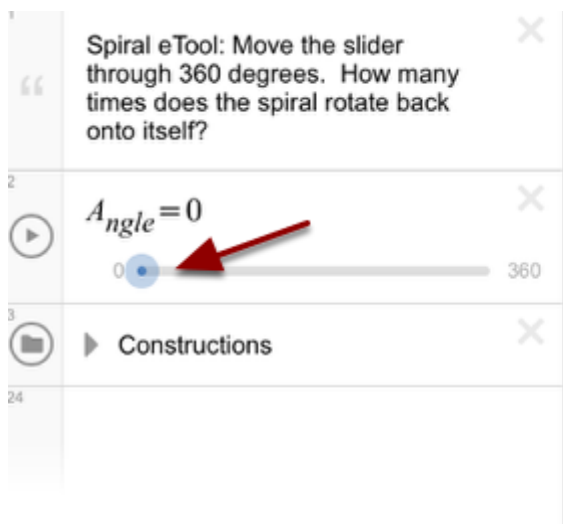 Spiral eTool: Move the slider
through 360 degrees. How many
times does the spiral rotate back
onto itself?
2
A_ngle = 0
0 360
3
Constructions
24